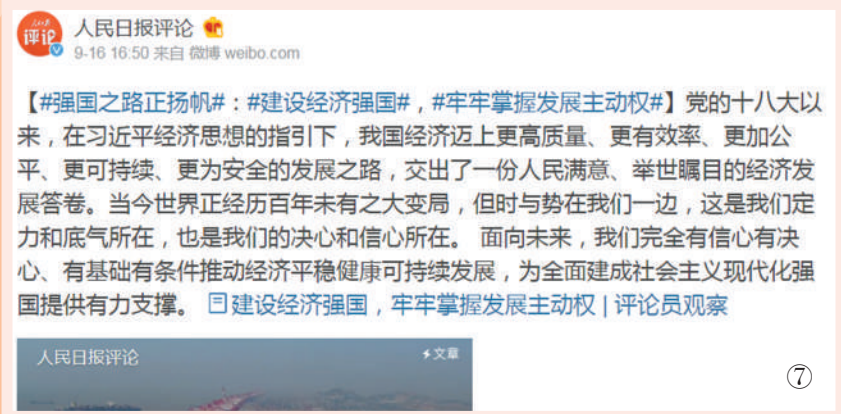 人民日报
评论
人民日报评论
9-16 16:50 来自 微博 weibo.com
【#强国之路正扬帆#：#建设经济强国#，#牢牢掌握发展主动权#】党的十八大以
来，在习近平经济思想的指引下，我国经济迈上更高质量、更有效率、更加公
平、更可持续、更为安全的发展之路，交出了一份人民满意、举世瞩目的经济发
展答卷。当今世界正经历百年未有之大变局，但时与势在我们一边，这是我们定
力和底气所在，也是我们的决心和信心所在。 面向未来，我们完全有信心有决
心、有基础有条件推动经济平稳健康可持续发展，为全面建成社会主义现代化强
国提供有力支撑。 建设经济强国，牢牢掌握发展主动权 | 评论员观察
人民日报评论
文章
⑦